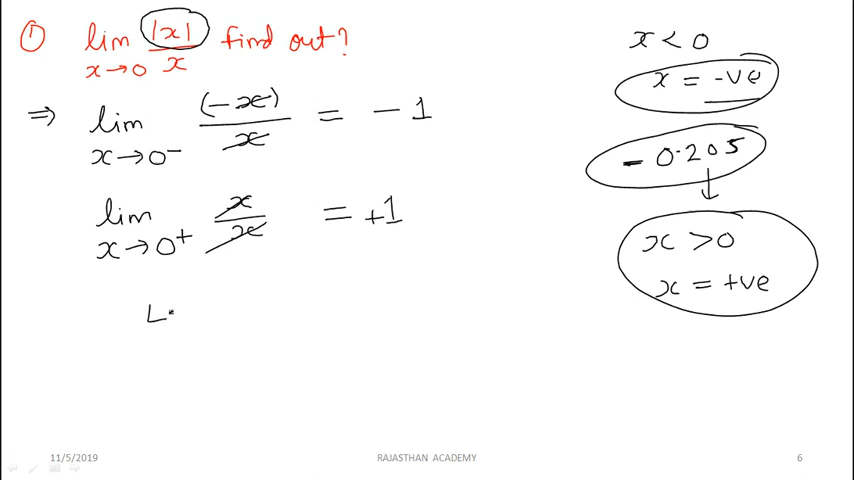 ① lim x→0 |x|/x find out?
⇒ lim x→0⁻ (-x)/x = -1
lim x→0⁺ x/x = +1
L.
x < 0
x = -ve
-0.205
↓
x > 0
x = +ve
11/5/2019
RAJASTHAN ACADEMY
6